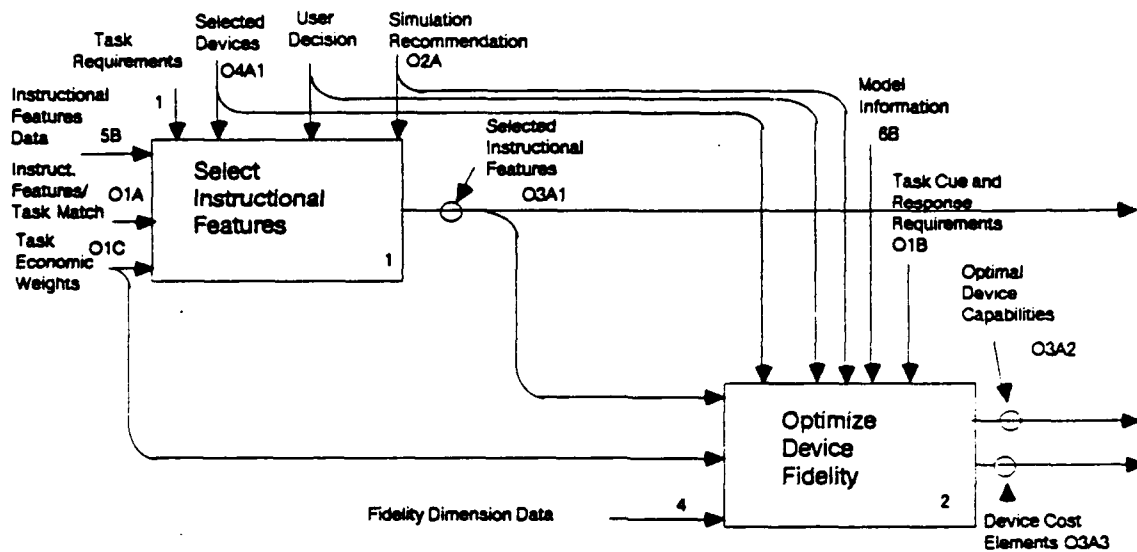 Task
Requirements
1
Selected
Devices
O4A1
User
Decision
Simulation
Recommendation
O2A
Instructional
Features
Data
5B
Instruct.
Features/
Task Match
O1A
Task
Economic
Weights
O1C
Select
Instructional
Features
1
Selected
Instructional
Features
O3A1
Model
Information
6B
Task Cue and
Response
Requirements
O1B
Optimal
Device
Capabilities
O3A2
Optimize
Device
Fidelity
2
Fidelity Dimension Data
4
Device Cost
Elements O3A3